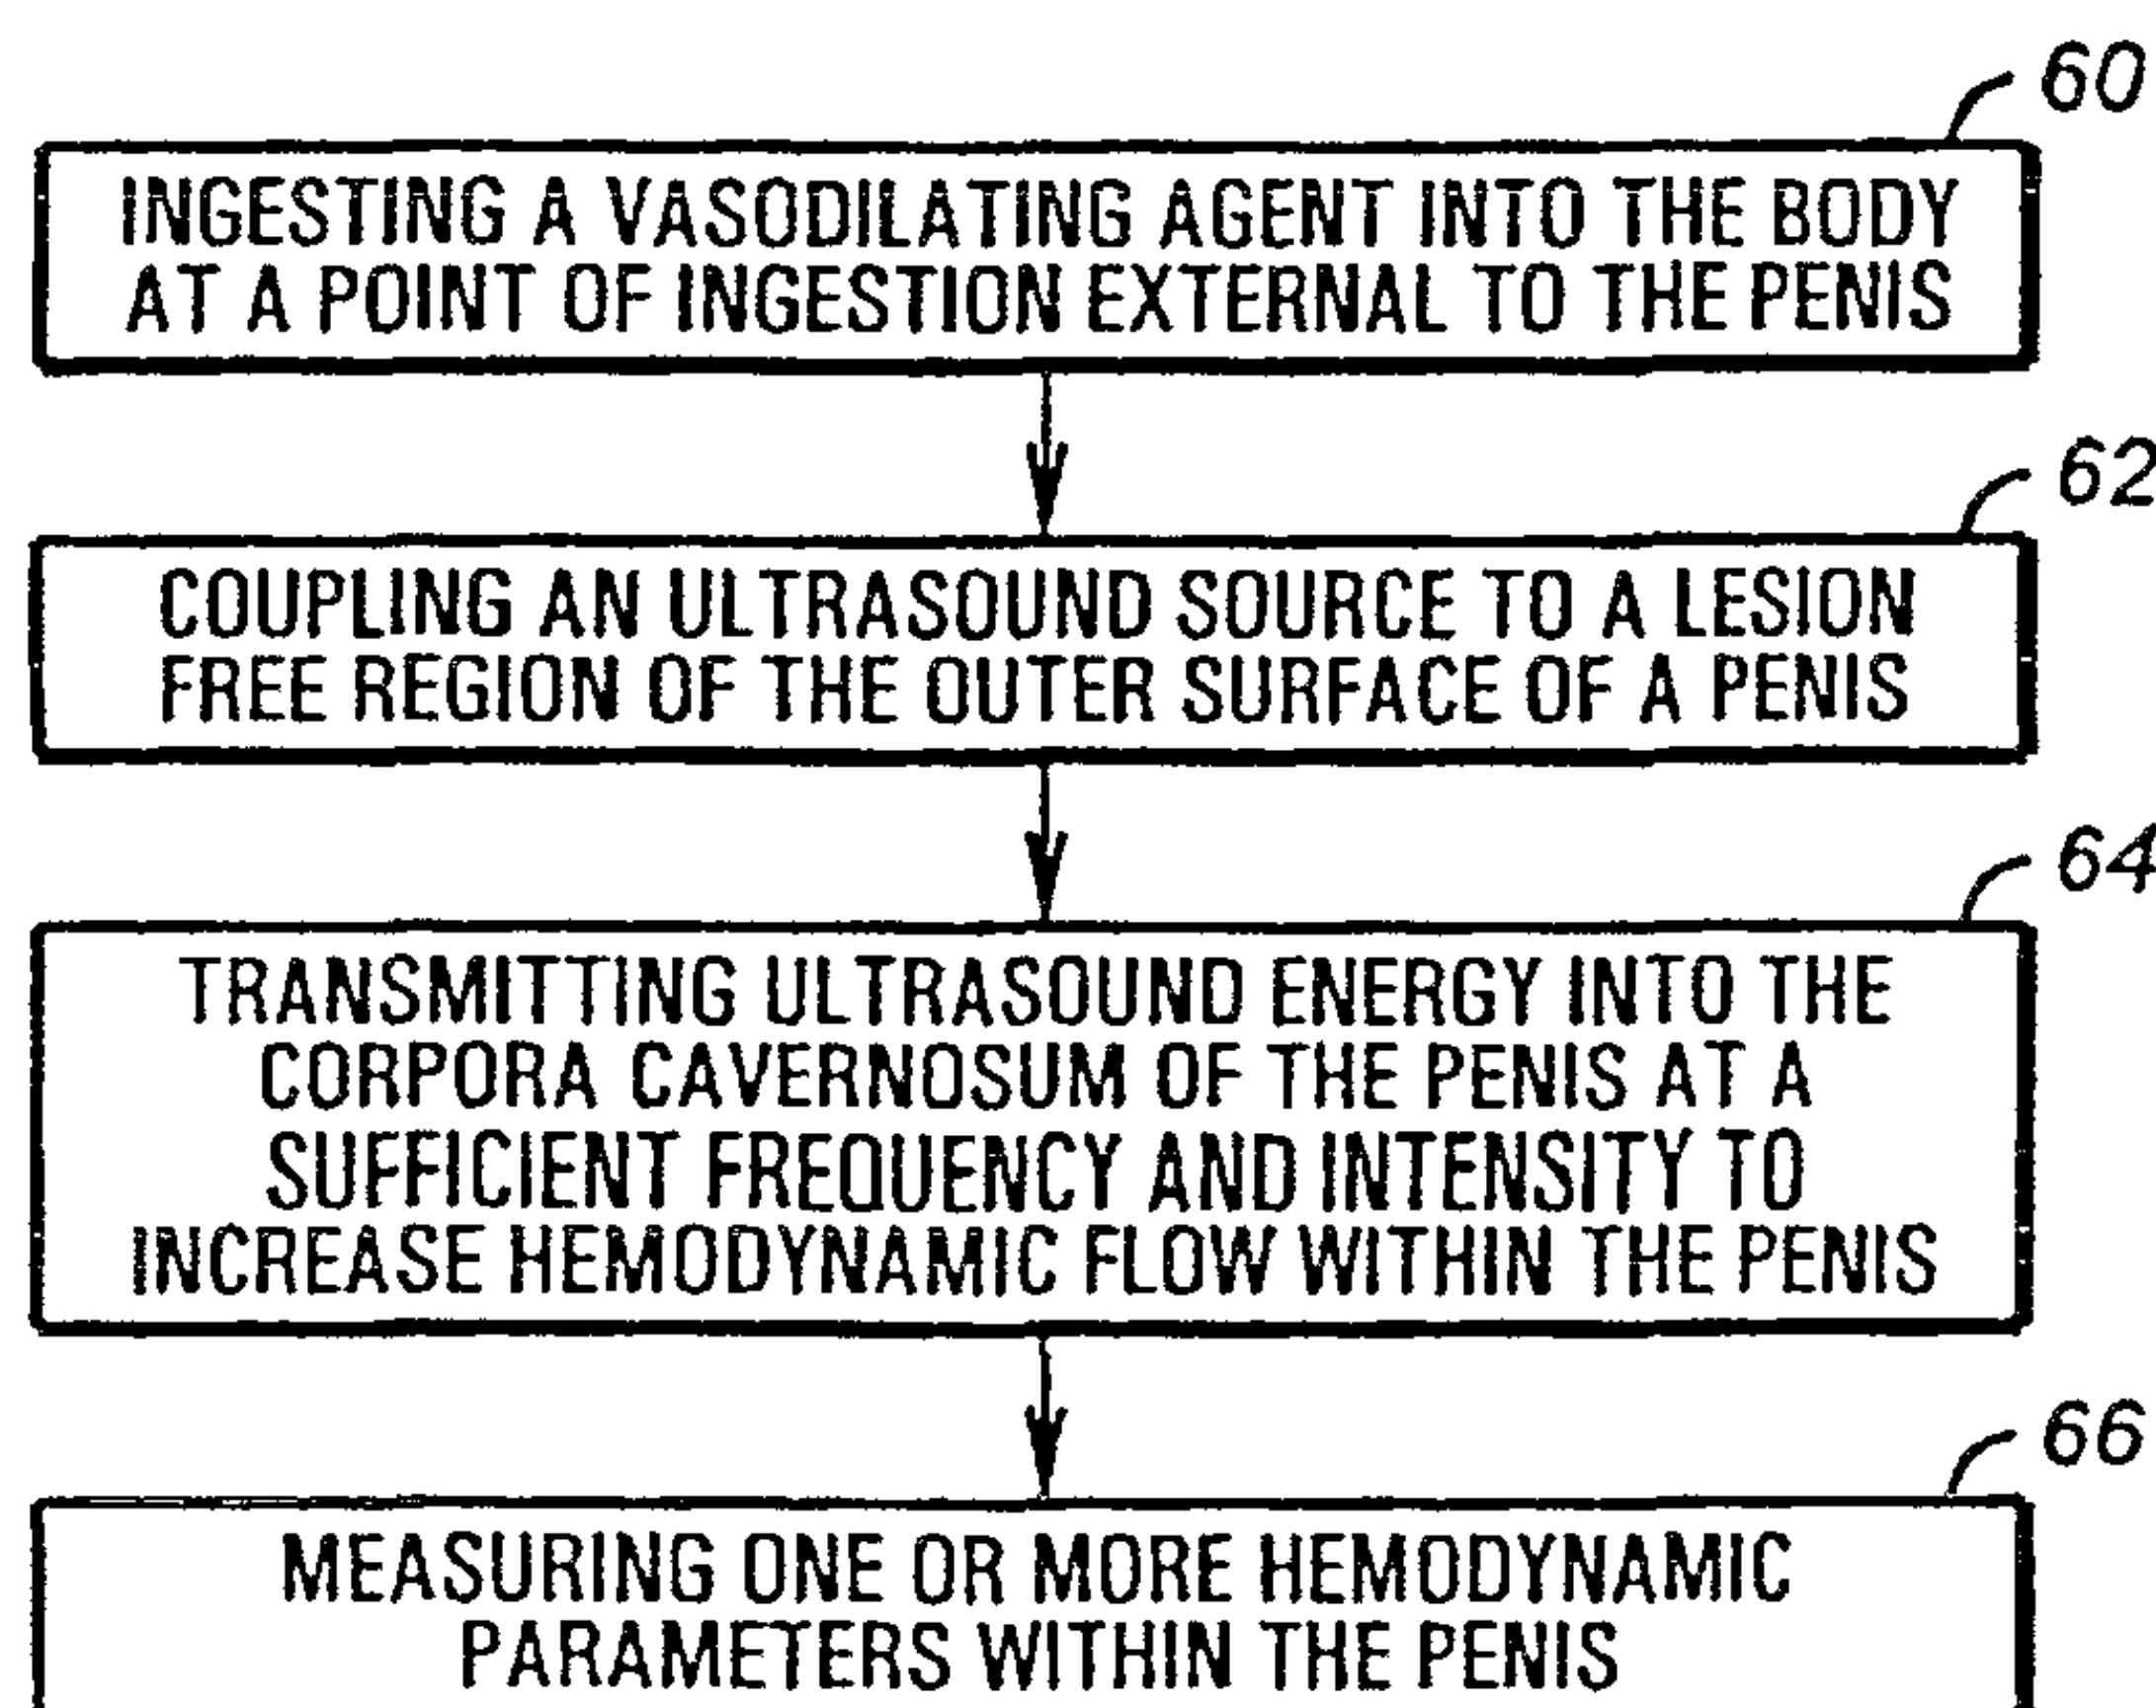 60
INGESTING A VASODILATING AGENT INTO THE BODY
AT A POINT OF INGESTION EXTERNAL TO THE PENIS
62
COUPLING AN ULTRASOUND SOURCE TO A LESION
FREE REGION OF THE OUTER SURFACE OF A PENIS
64
TRANSMITTING ULTRASOUND ENERGY INTO THE
CORPORA CAVERNOSUM OF THE PENIS AT A
SUFFICIENT FREQUENCY AND INTENSITY TO
INCREASE HEMODYNAMIC FLOW WITHIN THE PENIS
66
MEASURING ONE OR MORE HEMODYNAMIC
PARAMETERS WITHIN THE PENIS